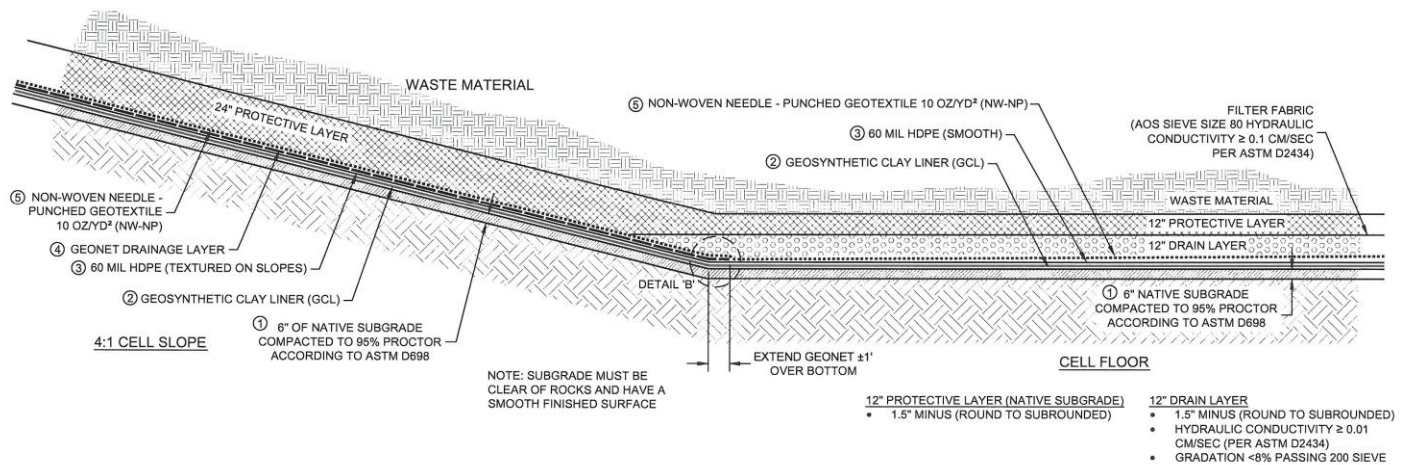 WASTE MATERIAL
24" PROTECTIVE LAYER
⑤ NON-WOVEN NEEDLE - PUNCHED GEOTEXTILE 10 OZ/YD² (NW-NP)
③ 60 MIL HDPE (SMOOTH)
② GEOSYNTHETIC CLAY LINER (GCL)
FILTER FABRIC
(AOS SIEVE SIZE 80 HYDRAULIC
CONDUCTIVITY ≥ 0.1 CM/SEC
PER ASTM D2434)
WASTE MATERIAL
12" PROTECTIVE LAYER
12" DRAIN LAYER
⑤ NON-WOVEN NEEDLE -
PUNCHED GEOTEXTILE
10 OZ/YD² (NW-NP)
④ GEONET DRAINAGE LAYER
③ 60 MIL HDPE (TEXTURED ON SLOPES)
② GEOSYNTHETIC CLAY LINER (GCL)
① 6" OF NATIVE SUBGRADE
COMPACTED TO 95% PROCTOR
ACCORDING TO ASTM D698
4:1 CELL SLOPE
DETAIL 'B'
① 6" NATIVE SUBGRADE
COMPACTED TO 95% PROCTOR
ACCORDING TO ASTM D698
EXTEND GEONET ±1'
OVER BOTTOM
CELL FLOOR
NOTE: SUBGRADE MUST BE
CLEAR OF ROCKS AND HAVE A
SMOOTH FINISHED SURFACE
12" PROTECTIVE LAYER (NATIVE SUBGRADE)
• 1.5" MINUS (ROUND TO SUBROUNDED)
12" DRAIN LAYER
• 1.5" MINUS (ROUND TO SUBROUNDED)
• HYDRAULIC CONDUCTIVITY ≥ 0.01
CM/SEC (PER ASTM D2434)
• GRADATION <8% PASSING 200 SIEVE